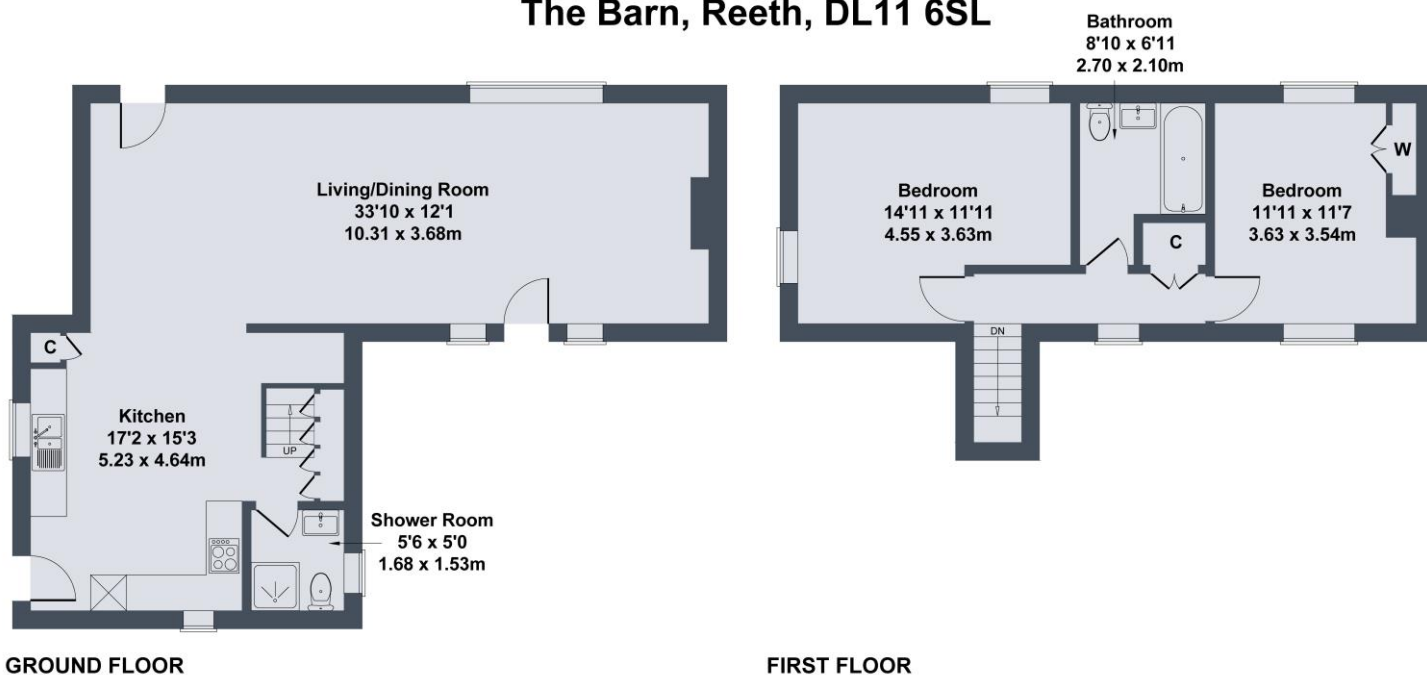 The Barn, Reeth, DL11 6SL
Living/Dining Room
33'10 x 12'1
10.31 x 3.68m
C
Kitchen
17'2 x 15'3
5.23 x 4.64m
UP
Shower Room
5'6 x 5'0
1.68 x 1.53m
GROUND FLOOR
Bathroom
8'10 x 6'11
2.70 x 2.10m
Bedroom
14'11 x 11'11
4.55 x 3.63m
C
W
Bedroom
11'11 x 11'7
3.63 x 3.54m
DN
FIRST FLOOR